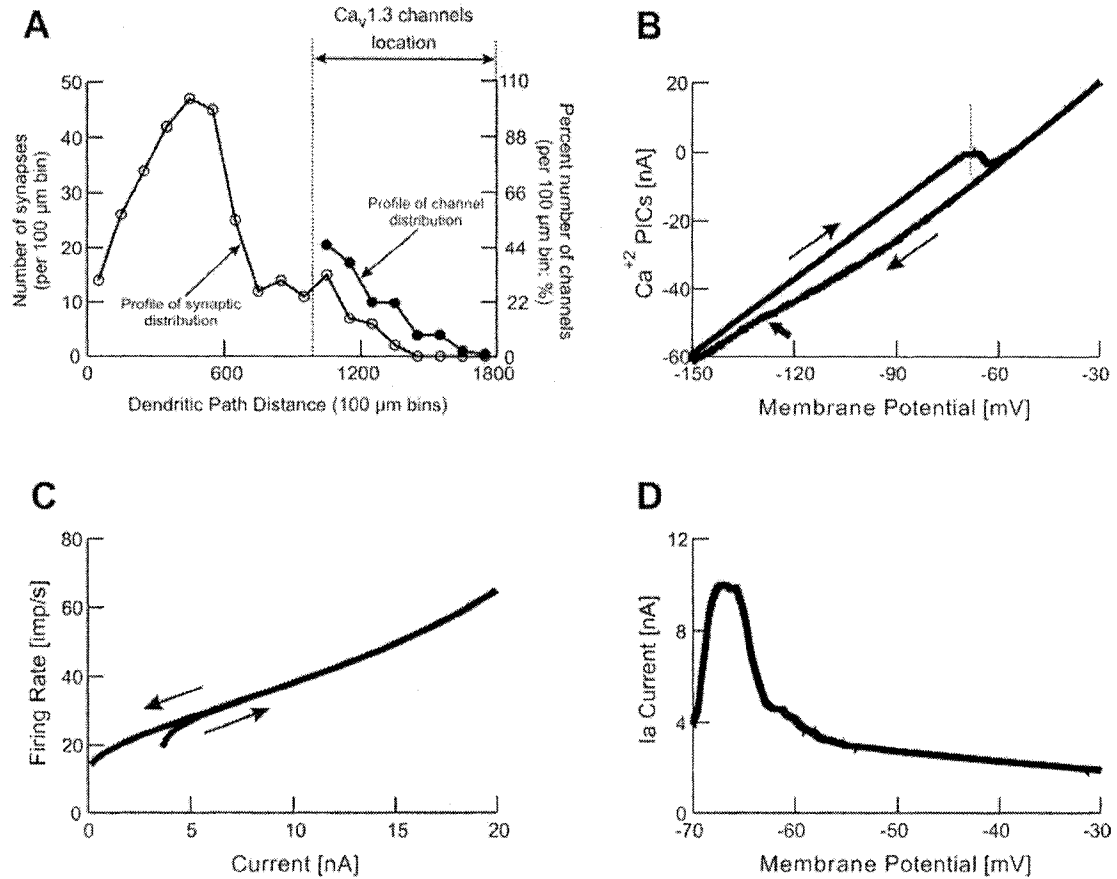 A
Cav1.3 channels
location
50
40
30
20
10
0
Number of synapses
(per 100 µm bin)
110
88
66
44
22
0
Percent number of channels
(per 100 µm bin; %)
Profile of channel
distribution
Profile of synaptic
distribution
0
600
1200
1800
Dendritic Path Distance (100 µm bins)
B
20
0
-20
-40
-60
Ca+2 PICs [nA]
-150
-120
-90
-60
-30
Membrane Potential [mV]
C
80
60
40
20
0
Firing Rate [imp/s]
0
5
10
15
20
Current [nA]
D
12
8
4
0
Ia Current [nA]
-70
-60
-50
-40
-30
Membrane Potential [mV]